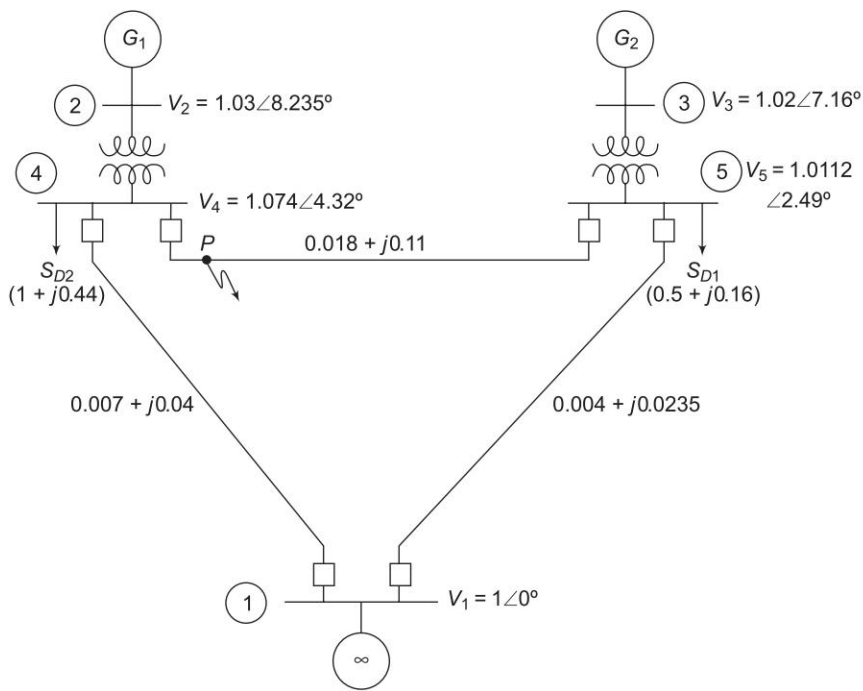 G1
G2
2
V2 = 1.03∠8.235º
3
V3 = 1.02∠7.16º
4
V4 = 1.074∠4.32º
5
V5 = 1.0112
∠2.49º
P
0.018 + j0.11
SD2
(1 + j0.44)
SD1
(0.5 + j0.16)
0.007 + j0.04
0.004 + j0.0235
1
V1 = 1∠0º
∞